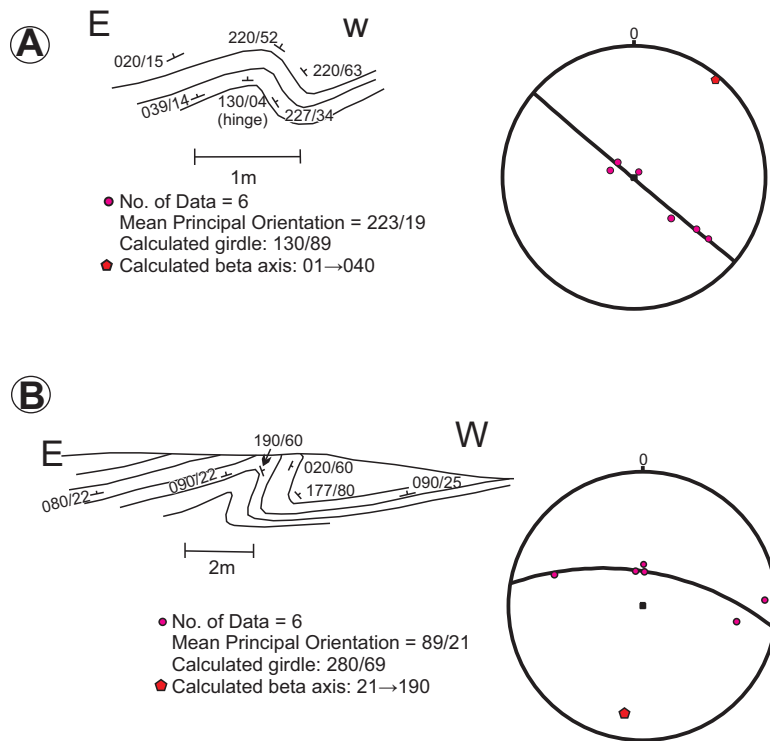 A
E
W
220/52
020/15
220/63
039/14
130/04
(hinge)
227/34
1m
No. of Data = 6
Mean Principal Orientation = 223/19
Calculated girdle: 130/89
Calculated beta axis: 01→040
0
B
E
W
190/60
090/22
020/60
080/22
177/80
090/25
2m
No. of Data = 6
Mean Principal Orientation = 89/21
Calculated girdle: 280/69
Calculated beta axis: 21→190
0